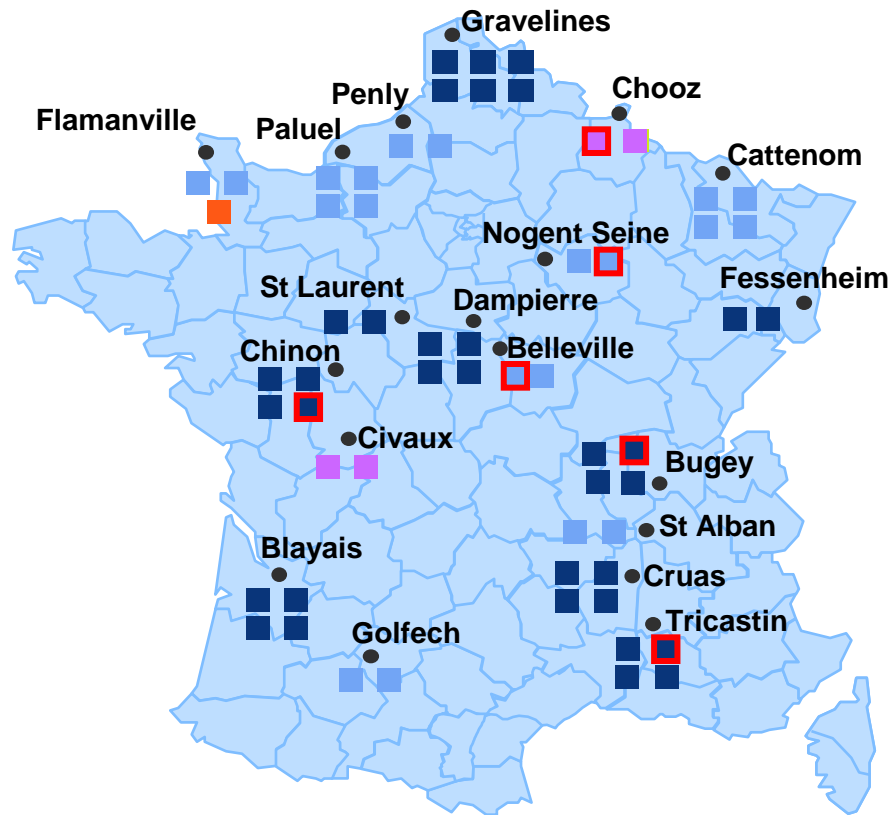 Gravelines
Chooz
Penly
Flamanville
Paluel
Cattenom
Nogent Seine
Fessenheim
St Laurent
Dampierre
Chinon
Belleville
Civaux
Bugey
St Alban
Blayais
Cruas
Tricastin
Golfech